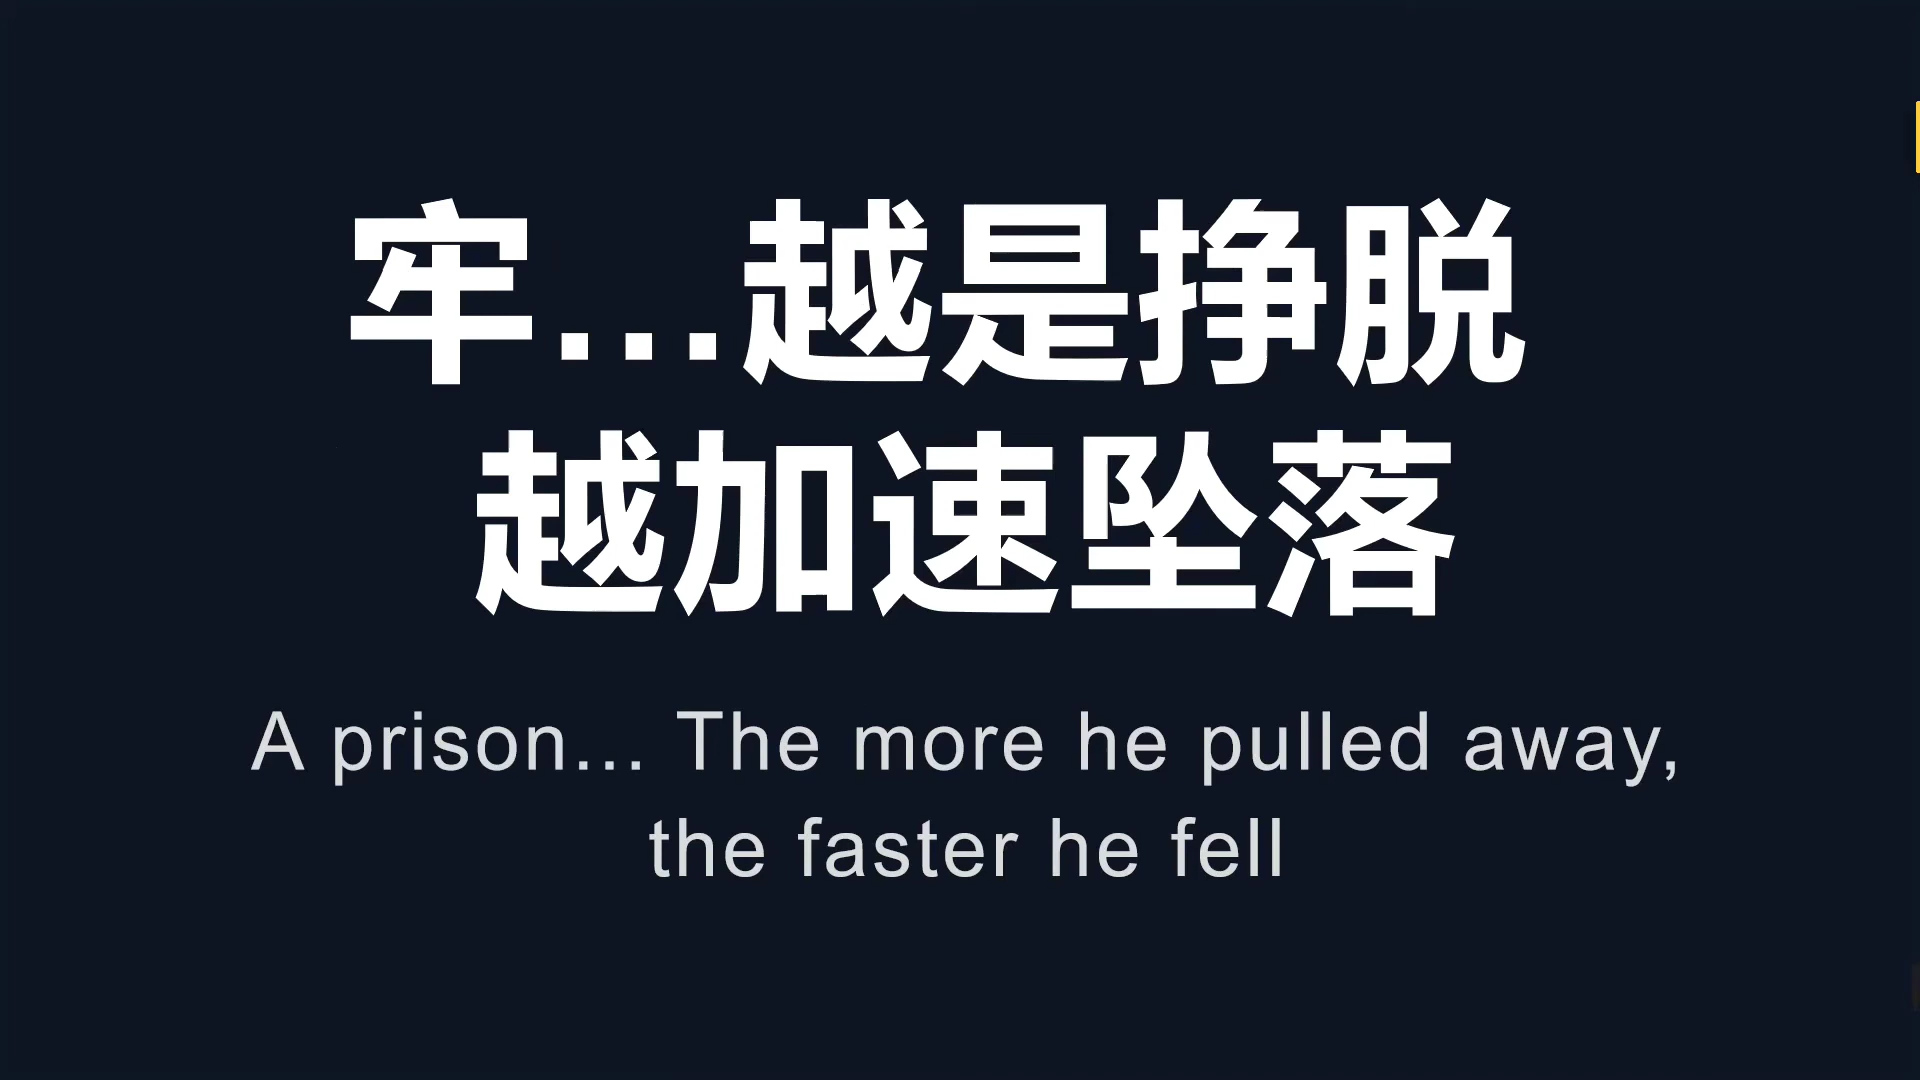 牢...越是挣脱
越加速坠落
A prison... The more he pulled away,
the faster he fell